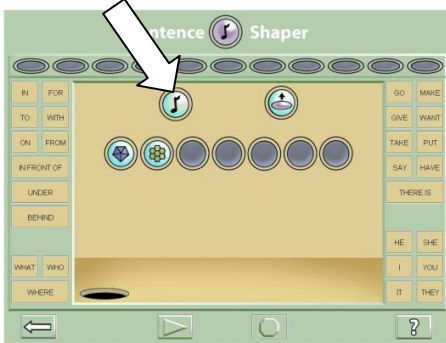 ntence Shaper
IN FOR
TO WITH
ON FROM
IN FRONT OF
UNDER
BEHIND
WHAT WHO
WHERE
GO MAKE
GIVE WANT
TAKE PUT
SAY HAVE
THERE IS
HE SHE
I YOU
IT THEY
?